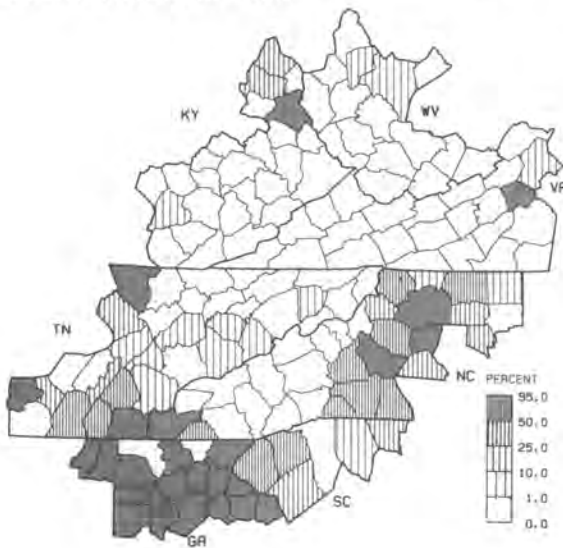 KY
WV
VA
TN
NC
PERCENT
95.0
50.0
25.0
10.0
1.0
0.0
SC
GA